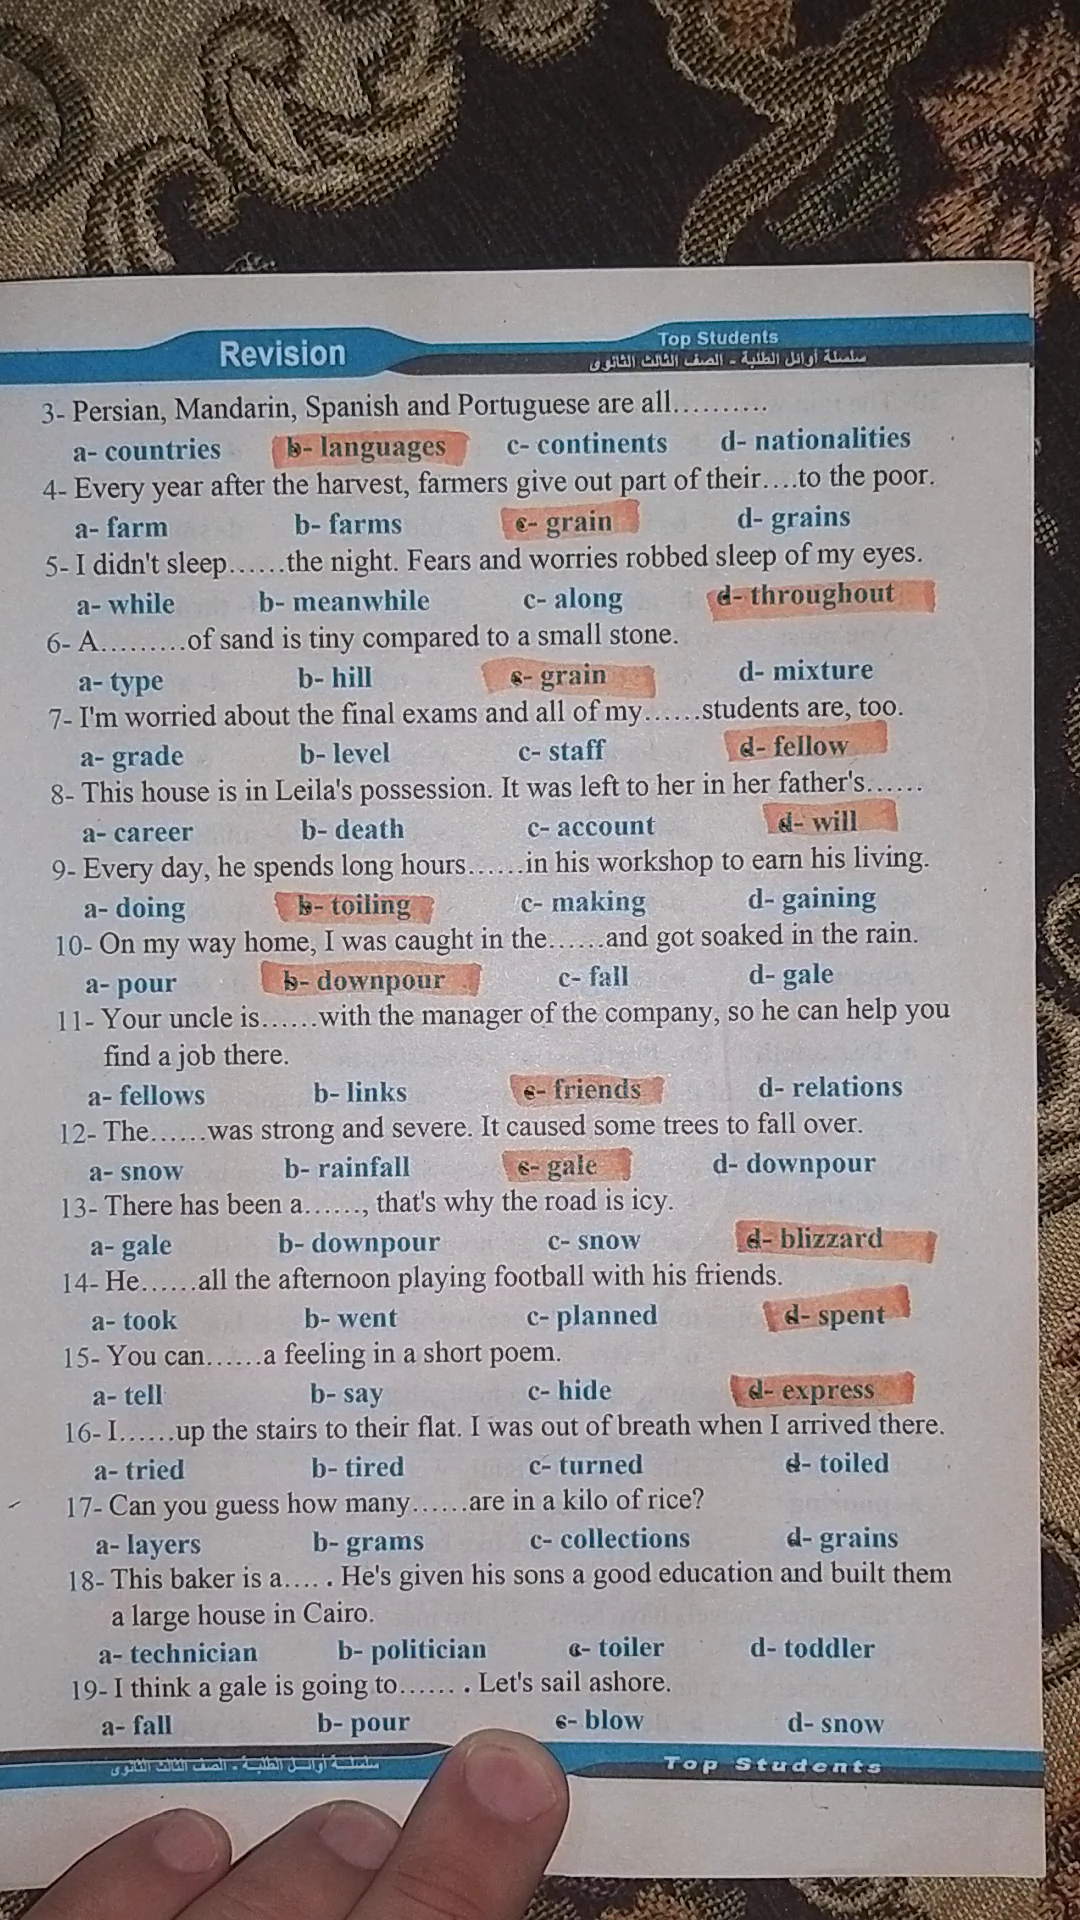 Revision
Top Students
سلسلة أوائل الطلبة - الصف الثالث الثانوى
3- Persian, Mandarin, Spanish and Portuguese are all..........
a- countries b- languages c- continents d- nationalities
4- Every year after the harvest, farmers give out part of their....to the poor.
a- farm b- farms c- grain d- grains
5- I didn't sleep......the night. Fears and worries robbed sleep of my eyes.
a- while b- meanwhile c- along d- throughout
6- A.........of sand is tiny compared to a small stone.
a- type b- hill c- grain d- mixture
7- I'm worried about the final exams and all of my......students are, too.
a- grade b- level c- staff d- fellow
8- This house is in Leila's possession. It was left to her in her father's......
a- career b- death c- account d- will
9- Every day, he spends long hours......in his workshop to earn his living.
a- doing b- toiling c- making d- gaining
10- On my way home, I was caught in the......and got soaked in the rain.
a- pour b- downpour c- fall d- gale
11- Your uncle is......with the manager of the company, so he can help you
find a job there.
a- fellows b- links c- friends d- relations
12- The......was strong and severe. It caused some trees to fall over.
a- snow b- rainfall c- gale d- downpour
13- There has been a......, that's why the road is icy.
a- gale b- downpour c- snow d- blizzard
14- He......all the afternoon playing football with his friends.
a- took b- went c- planned d- spent
15- You can......a feeling in a short poem.
a- tell b- say c- hide d- express
16- I......up the stairs to their flat. I was out of breath when I arrived there.
a- tried b- tired c- turned d- toiled
17- Can you guess how many......are in a kilo of rice?
a- layers b- grams c- collections d- grains
18- This baker is a.... . He's given his sons a good education and built them
a large house in Cairo.
a- technician b- politician c- toiler d- toddler
19- I think a gale is going to...... . Let's sail ashore.
a- fall b- pour c- blow d- snow
سلسلة أوائل الطلبة - الصف الثالث الثانوى
Top Students